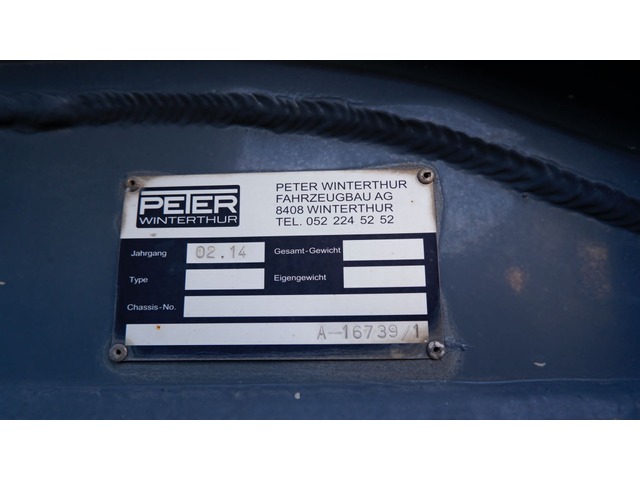 PETER
WINTERTHUR
PETER WINTERTHUR
FAHRZEUGBAU AG
8408 WINTERTHUR
TEL. 052 224 52 52
Jahrgang 02.14 Gesamt-Gewicht
Type Eigengewicht
Chassis-No.
A-16739/1